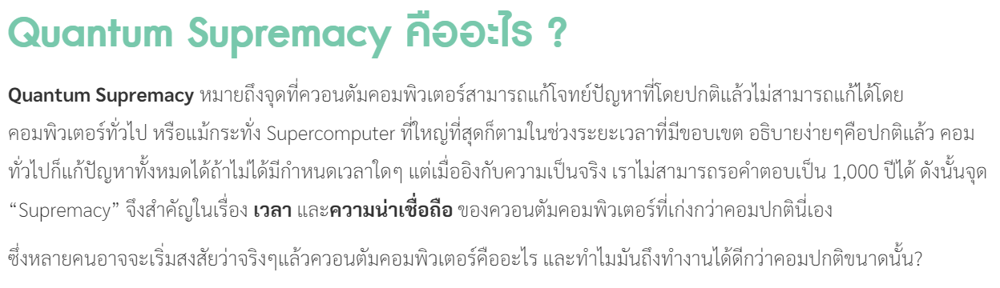 Quantum Supremacy คืออะไร ?
Quantum Supremacy หมายถึงจุดที่ควอนตัมคอมพิวเตอร์สามารถแก้โจทย์ปัญหาที่โดยปกติแล้วไม่สามารถแก้ได้โดย
คอมพิวเตอร์ทั่วไป หรือแม้กระทั่ง Supercomputer ที่ใหญ่ที่สุดก็ตามในช่วงระยะเวลาที่มีขอบเขต อธิบายง่ายๆคือปกติแล้ว คอม
ทั่วไปก็แก้ปัญหาทั้งหมดได้ถ้าไม่ได้มีกำหนดเวลาใดๆ แต่เมื่ออิงกับความเป็นจริง เราไม่สามารถรอคำตอบเป็น 1,000 ปีได้ ดังนั้นจุด
“Supremacy” จึงสำคัญในเรื่อง เวลา และความน่าเชื่อถือ ของควอนตัมคอมพิวเตอร์ที่เก่งกว่าคอมปกตินี่เอง
ซึ่งหลายคนอาจจะเริ่มสงสัยว่าจริงๆแล้วควอนตัมคอมพิวเตอร์คืออะไร และทำไมมันถึงทำงานได้ดีกว่าคอมปกติขนาดนั้น?